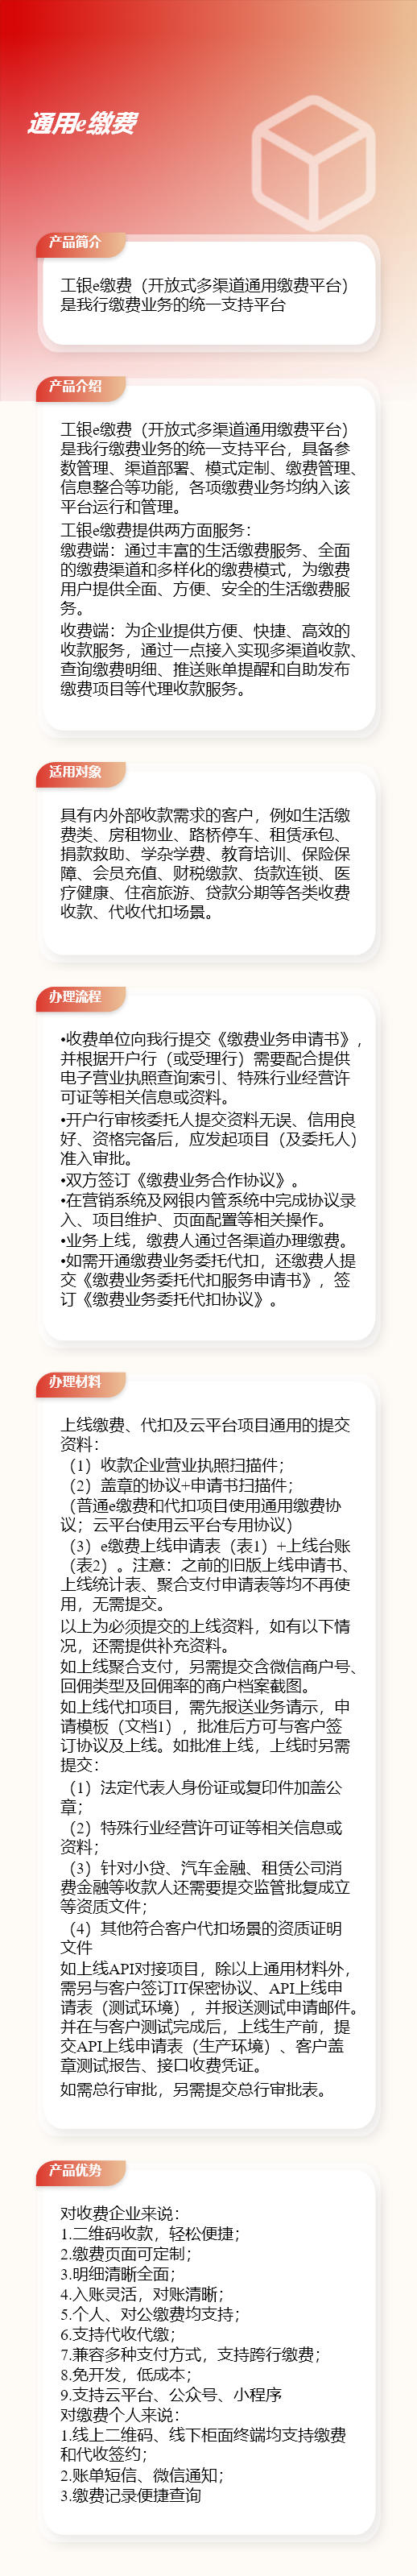 通用e缴费
产品简介
工银e缴费（开放式多渠道通用缴费平台）
是我行缴费业务的统一支持平台
产品介绍
工银e缴费（开放式多渠道通用缴费平台）
是我行缴费业务的统一支持平台，具备参
数管理、渠道部署、模式定制、缴费管理、
信息整合等功能，各项缴费业务均纳入该
平台运行和管理。
工银e缴费提供两方面服务：
缴费端：通过丰富的生活缴费服务、全面
的缴费渠道和多样化的缴费模式，为缴费
用户提供全面、方便、安全的生活缴费服
务。
收费端：为企业提供方便、快捷、高效的
收款服务，通过一点接入实现多渠道收款、
查询缴费明细、推送账单提醒和自助发布
缴费项目等代理收款服务。
适用对象
具有内外部收款需求的客户，例如生活缴
费类、房租物业、路桥停车、租赁承包、
捐款救助、学杂学费、教育培训、保险保
障、会员充值、财税缴款、货款连锁、医
疗健康、住宿旅游、贷款分期等各类收费
收款、代收代扣场景。
办理流程
•收费单位向我行提交《缴费业务申请书》，
并根据开户行（或受理行）需要配合提供
电子营业执照查询索引、特殊行业经营许
可证等相关信息或资料。
•开户行审核委托人提交资料无误、信用良
好、资格完备后，应发起项目（及委托人）
准入审批。
•双方签订《缴费业务合作协议》。
•在营销系统及网银内管系统中完成协议录
入、项目维护、页面配置等相关操作。
•业务上线，缴费人通过各渠道办理缴费。
•如需开通缴费业务委托代扣，还缴费人提
交《缴费业务委托代扣服务申请书》，签
订《缴费业务委托代扣协议》。
办理材料
上线缴费、代扣及云平台项目通用的提交
资料：
（1）收款企业营业执照扫描件；
（2）盖章的协议+申请书扫描件；
（普通e缴费和代扣项目使用通用缴费协
议；云平台使用云平台专用协议）
（3）e缴费上线申请表（表1）+上线台账
（表2）。注意：之前的旧版上线申请书、
上线统计表、聚合支付申请表等均不再使
用，无需提交。
以上为必须提交的上线资料，如有以下情
况，还需提供补充资料。
如上线聚合支付，另需提交含微信商户号、
回佣类型及回佣率的商户档案截图。
如上线代扣项目，需先报送业务请示，申
请模板（文档1），批准后方可与客户签
订协议及上线。如批准上线，上线时另需
提交：
（1）法定代表人身份证或复印件加盖公
章；
（2）特殊行业经营许可证等相关信息或
资料；
（3）针对小贷、汽车金融、租赁公司消
费金融等收款人还需要提交监管批复成立
等资质文件；
（4）其他符合客户代扣场景的资质证明
文件
如上线API对接项目，除以上通用材料外，
需另与客户签订IT保密协议、API上线申
请表（测试环境），并报送测试申请邮件。
并在与客户测试完成后，上线生产前，提
交API上线申请表（生产环境）、客户盖
章测试报告、接口收费凭证。
如需总行审批，另需提交总行审批表。
产品优势
对收费企业来说：
1.二维码收款，轻松便捷；
2.缴费页面可定制；
3.明细清晰全面；
4.入账灵活，对账清晰；
5.个人、对公缴费均支持；
6.支持代收代缴；
7.兼容多种支付方式，支持跨行缴费；
8.免开发，低成本；
9.支持云平台、公众号、小程序
对缴费个人来说：
1.线上二维码、线下柜面终端均支持缴费
和代收签约；
2.账单短信、微信通知；
3.缴费记录便捷查询